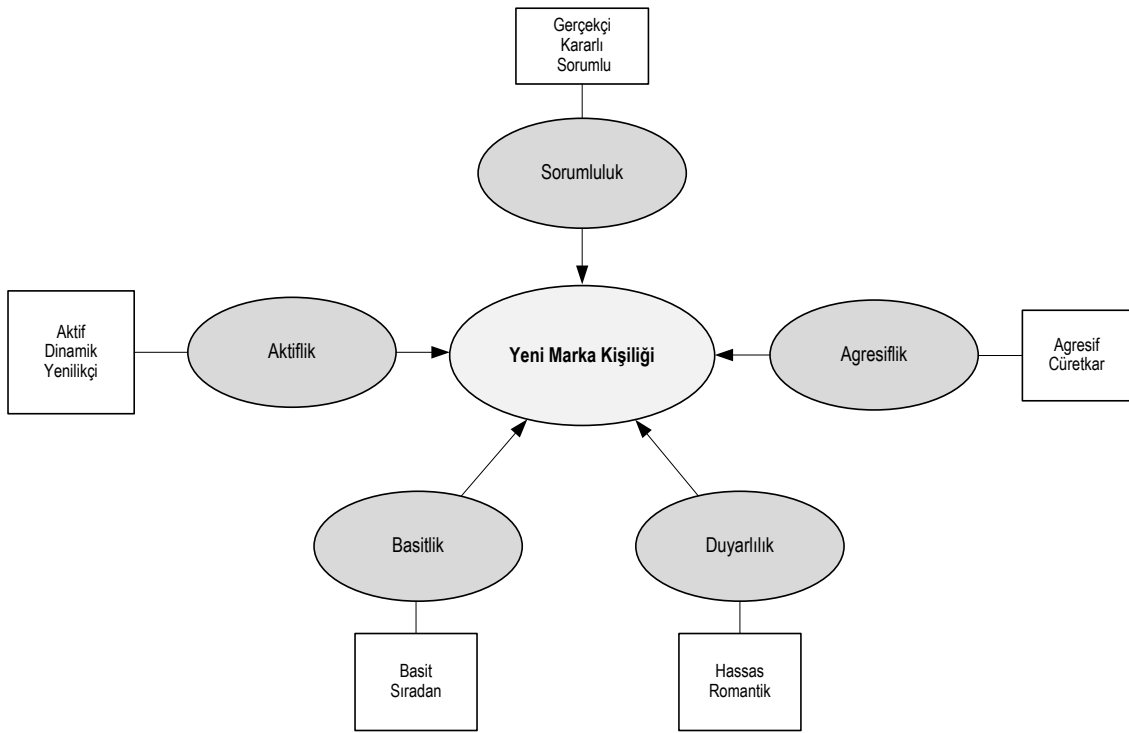 Gerçekçi
Kararlı
Sorumlu
Sorumluluk
Aktif
Dinamik
Yenilikçi
Aktiflik
Yeni Marka Kişiliği
Agresiflik
Agresif
Cüretkar
Basitlik
Duyarlılık
Basit
Sıradan
Hassas
Romantik